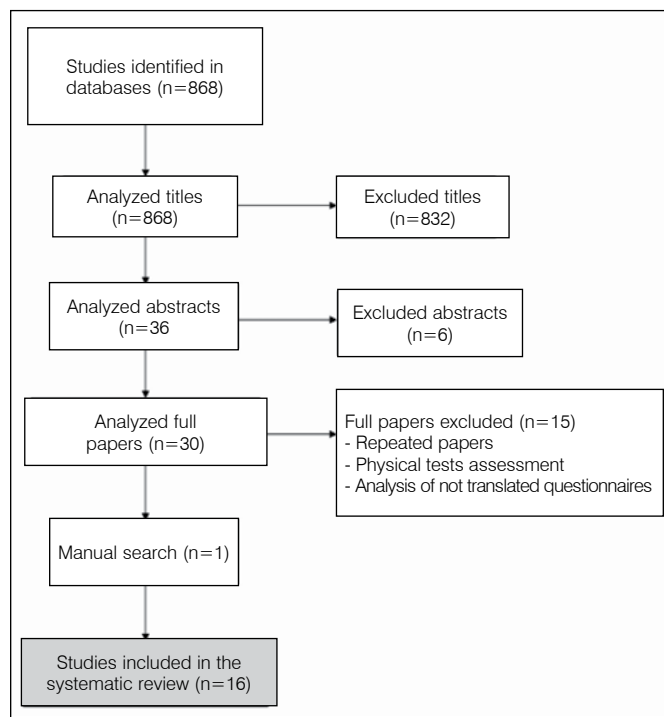 Studies identified in
databases (n=868)
Analyzed titles
(n=868)
Excluded titles
(n=832)
Analyzed abstracts
(n=36
Excluded abstracts
(n=6)
Analyzed full
papers (n=30)
Full papers excluded (n=15)
- Repeated papers
- Physical tests assessment
- Analysis of not translated questionnaires
Manual search (n=1)
Studies included in the
systematic review (n=16)